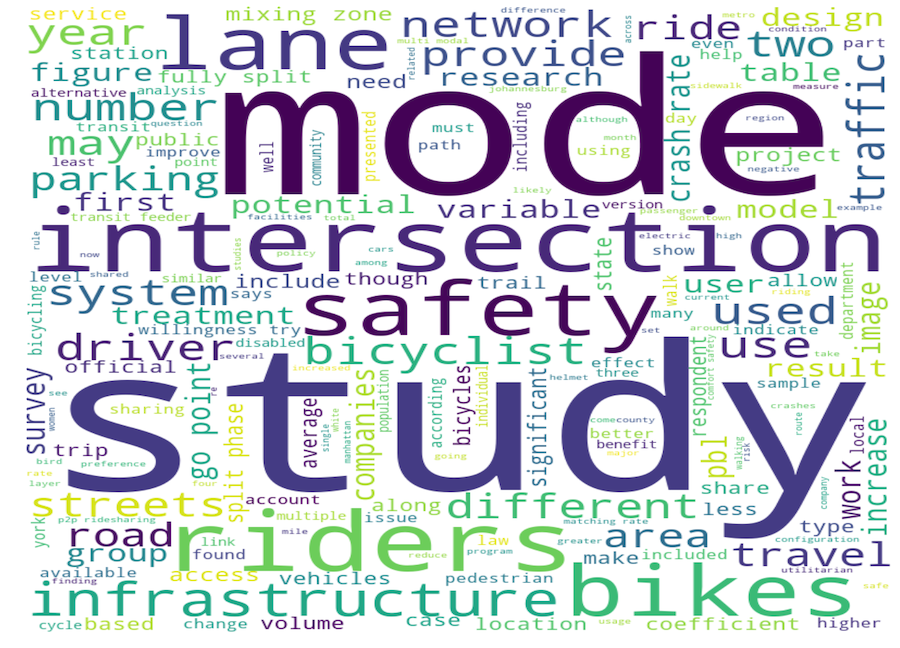 service
mixing zone
difference
metro
condition
year
lane
network
ride
design
station
multi modal
related
across
two
part
figure
fully split
need
provide
research
even
help
table
traffic
alternative
analysis
mode
johannesburg
crash rate
sidewalk
measure
number
transit
question
public
well
community
presented
must
path
including
although
month
using
day
region
may
improve
least
point
project
negative
parking
likely
first
transit feeder
potential
facilities
total
variable
version
passenger
downtown
model
example
intersection
rule
now
studies
policy
cars
among
electric
high
show
state
level
shared
similar
include
though
trail
walk
user
allow
current
riding
department
system
says
safety
many
used
image
bicycling
treatment
willingness try
disabled
set
around
indicate
driver
several
increased
bicyclist
use
take
result
official
effect
three
respondent
comfort safety
survey
see
women
sharing
go point
re
study
average
single
white
manhattan
companies
population
according
bicycles
individual
helmet
significant
come
county
better
benefit
sample
crashes
route
trip
going
major
pbl
walking
risk
work
local
increase
bird
preference
rate
layer
four
split phase
account
share
company
streets
along
different
less
york
p2p ridesharing
multiple
issue
matching rate
type
configuration
road
mile
riders
law
greater
area
travel
group
link
found
reduce
program
make
included
utilitarian
available
finding
access
vehicles
pedestrian
safe
infrastructure
bikes
cycle
based
change
volume
case
location
usage
coefficient
higher